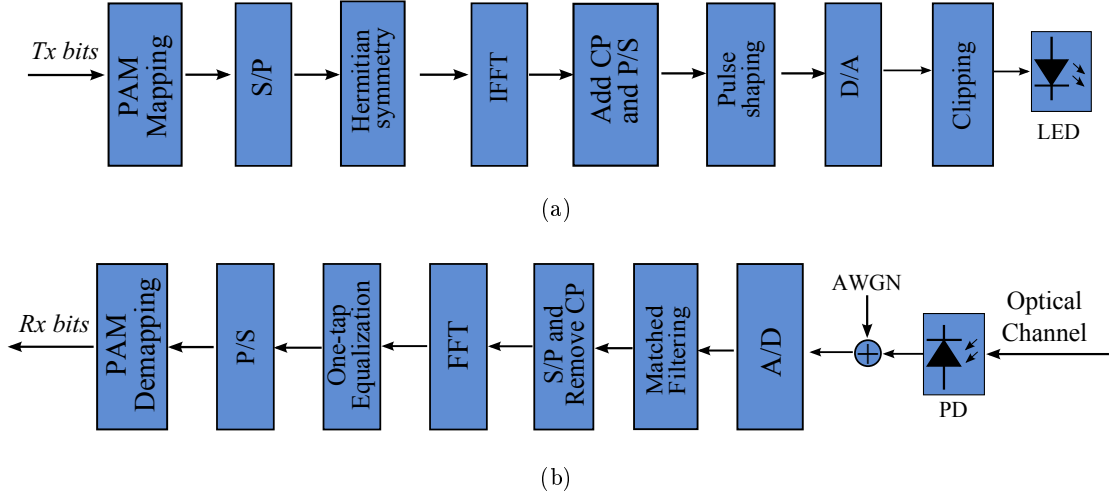 Tx bits
PAM
Mapping
S/P
Hermitian
symmetry
IFFT
Add CP
and P/S
Pulse
shaping
D/A
Clipping
LED
(a)
Rx bits
PAM
Demapping
P/S
One-tap
Equalization
FFT
S/P and
Remove CP
Matched
Filtering
A/D
AWGN
PD
Optical
Channel
(b)